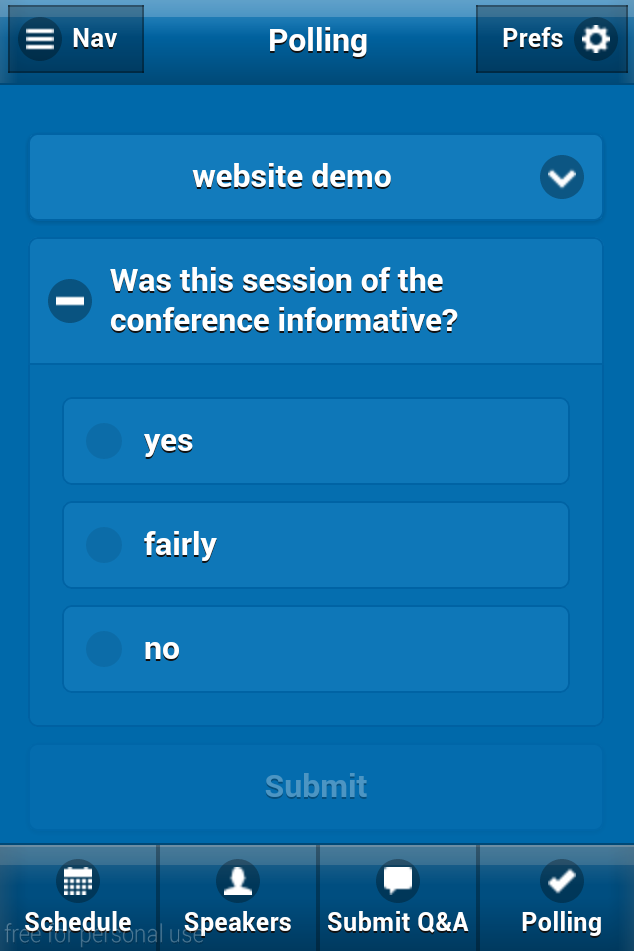 Nav
Polling
Prefs
website demo
Was this session of the
conference informative?
yes
fairly
no
Submit
Schedule
Speakers
Submit Q&A
Polling
free for personal use